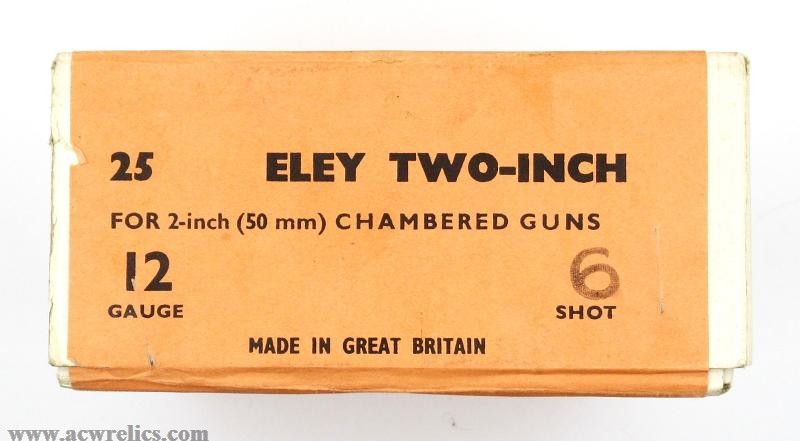 25 ELEY TWO-INCH
FOR 2-inch (50 mm) CHAMBERED GUNS
12 6
GAUGE SHOT
MADE IN GREAT BRITAIN
www.acwrelics.com